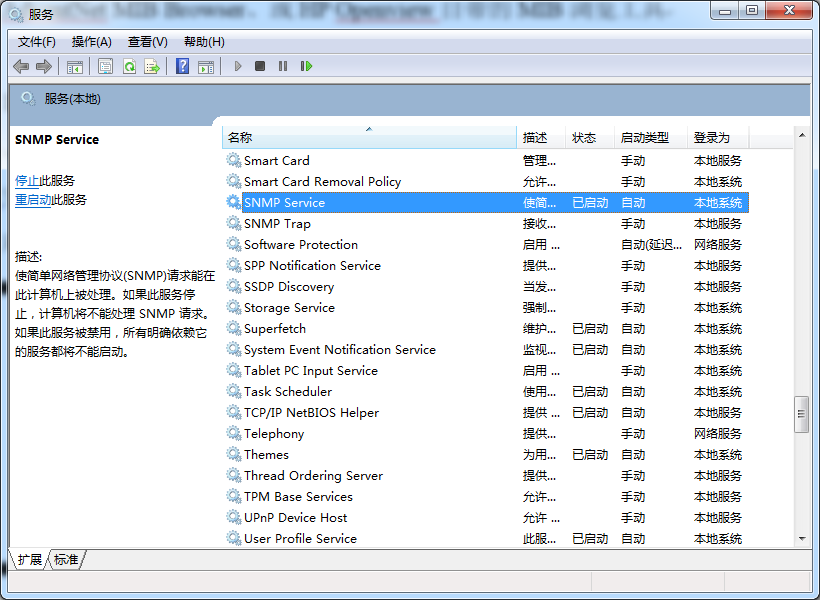 服务
文件(F) 操作(A) 查看(V) 帮助(H)
服务(本地)
SNMP Service
停止此服务
重启动此服务
描述:
使简单网络管理协议(SNMP)请求能在
此计算机上被处理。如果此服务停
止，计算机将不能处理 SNMP 请求。
如果此服务被禁用，所有明确依赖它
的服务都将不能启动。
名称 描述 状态 启动类型 登录为
Smart Card 管理... 手动 本地服务
Smart Card Removal Policy 允许... 手动 本地系统
SNMP Service 使简... 已启动 自动 本地系统
SNMP Trap 接收... 手动 本地服务
Software Protection 启用 ... 自动(延迟... 网络服务
SPP Notification Service 提供... 手动 本地服务
SSDP Discovery 当发... 手动 本地服务
Storage Service 强制... 手动 本地系统
Superfetch 维护... 已启动 自动 本地系统
System Event Notification Service 监视... 已启动 自动 本地系统
Tablet PC Input Service 启用 ... 手动 本地系统
Task Scheduler 使用... 已启动 自动 本地系统
TCP/IP NetBIOS Helper 提供 ... 已启动 自动 本地服务
Telephony 提供... 手动 网络服务
Themes 为用... 已启动 自动 本地系统
Thread Ordering Server 提供... 手动 本地服务
TPM Base Services 允许... 手动 本地服务
UPnP Device Host 允许 ... 手动 本地服务
User Profile Service 此服... 已启动 自动 本地系统
扩展 标准